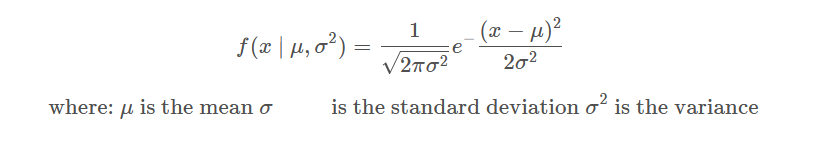 f(x | μ, σ²) = 1/√2πσ² e⁻ (x − μ)²/2σ²
where: μ is the mean σ is the standard deviation σ² is the variance